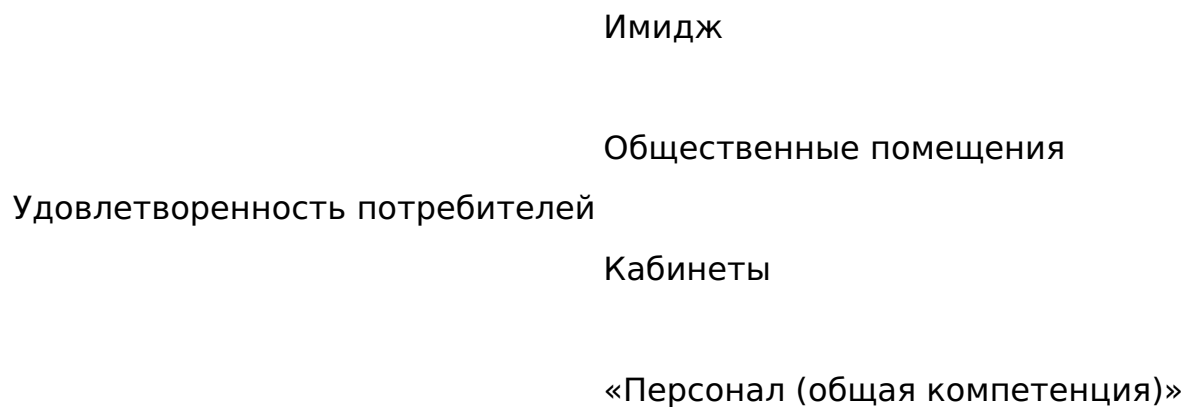 Имидж
Общественные помещения
Удовлетворенность потребителей
Кабинеты
«Персонал (общая компетенция)»